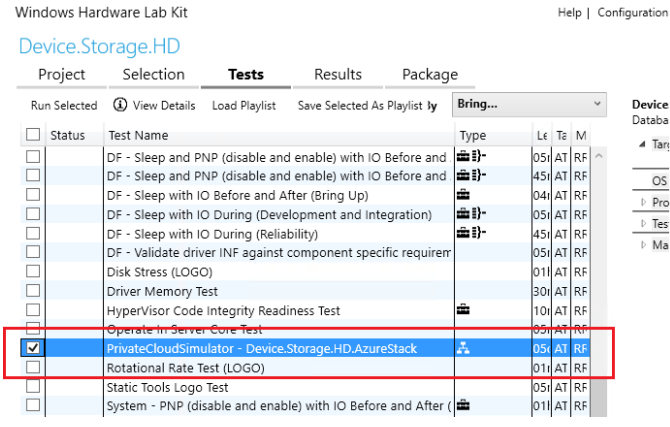 Windows Hardware Lab Kit
Help | Configuration
Device.Storage.HD
Project Selection Tests Results Package
Run Selected View Details Load Playlist Save Selected As Playlist Bring...
Device
Databa
Status Test Name Type Le Ta M
DF - Sleep and PNP (disable and enable) with IO Before and 05 AT RF
DF - Sleep and PNP (disable and enable) with IO Before and 45 AT RF
DF - Sleep with IO Before and After (Bring Up) 04 AT RF
DF - Sleep with IO During (Development and Integration) 05 AT RF
DF - Sleep with IO During (Reliability) 45 AT RF
DF - Validate driver INF against component specific requirem 05 AT RF
Disk Stress (LOGO) 01 AT RF
Driver Memory Test 30 AT RF
HyperVisor Code Integrity Readiness Test 10 AT RF
Operate In Server Core Test 05 AT RF
PrivateCloudSimulator - Device.Storage.HD.AzureStack 05 AT RF
Rotational Rate Test (LOGO) 01 AT RF
Static Tools Logo Test 05 AT RF
System - PNP (disable and enable) with IO Before and After ( 01 AT RF
Tar
OS
Pro
Tes
Ma